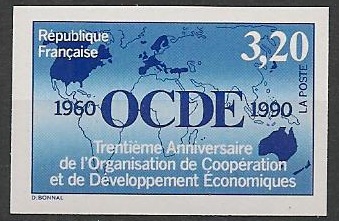 République
Française
3,20
LA POSTE
1960 OCDE 1990
Trentième Anniversaire
de l'Organisation de Coopération
et de Développement Économiques
D. BONNAL